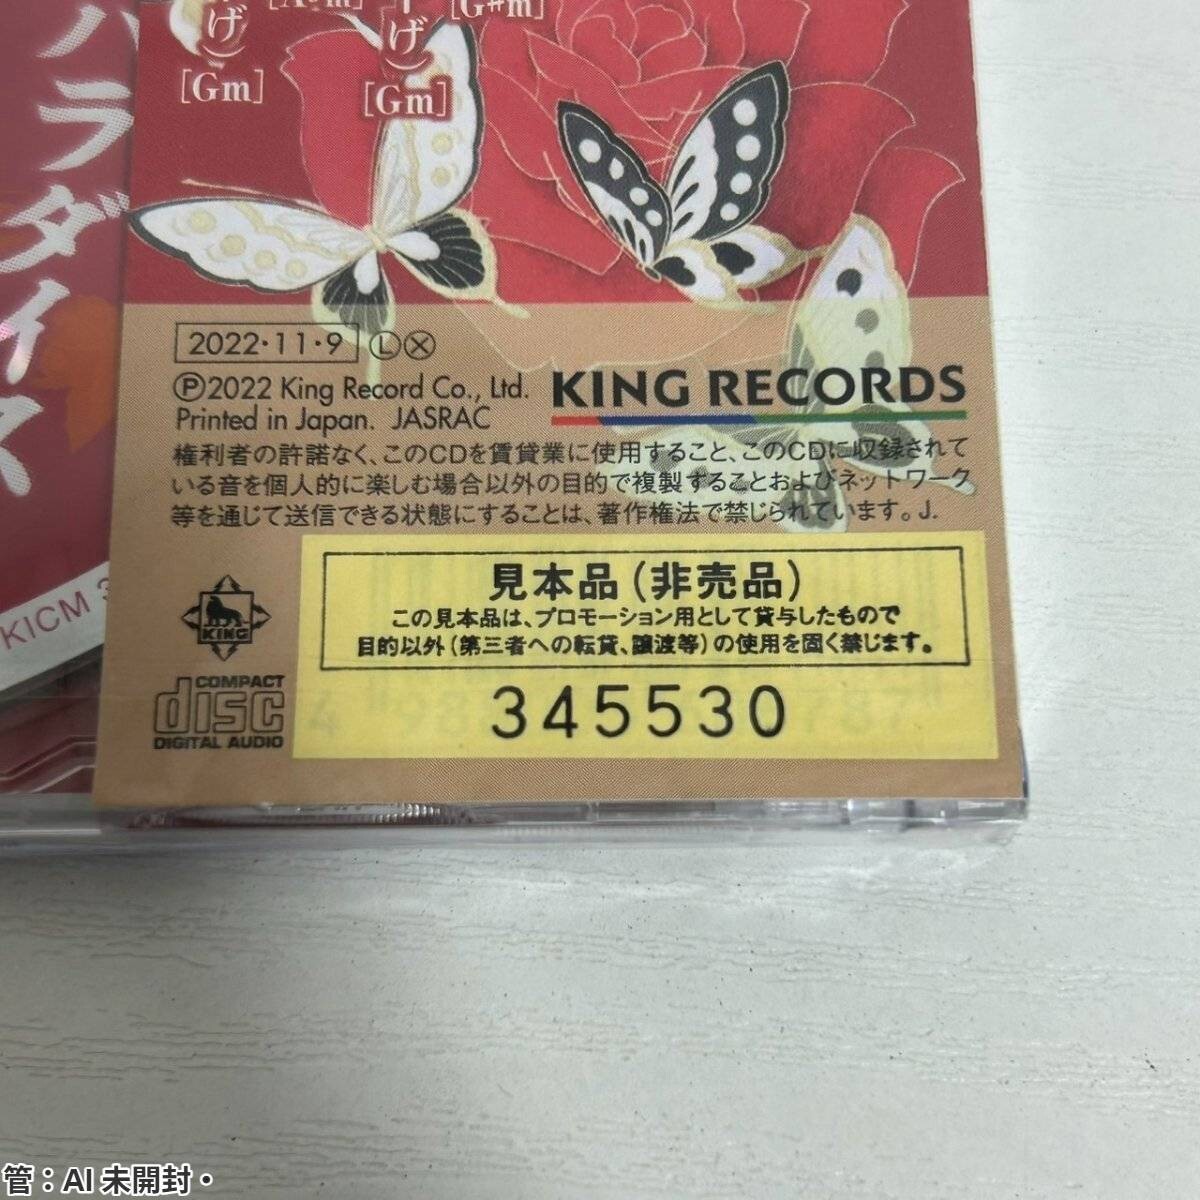 ラダイス
げ)
げ)
[G#m]
[Gm]
[Gm]
2022・11・9 Ⓛ Ⓧ
Ⓟ2022 King Record Co., Ltd.
Printed in Japan. JASRAC
KING RECORDS
権利者の許諾なく、このCDを賃貸業に使用すること、このCDに収録されて
いる音を個人的に楽しむ場合以外の目的で複製することおよびネットワーク
等を通じて送信できる状態にすることは、著作権法で禁じられています。J.
KICM 3
KING
見本品(非売品)
この見本品は、プロモーション用として貸与したもので
目的以外(第三者への転貸、譲渡等)の使用を固く禁じます。
345530
COMPACT
disc
DIGITAL AUDIO
管：AI 未開封・